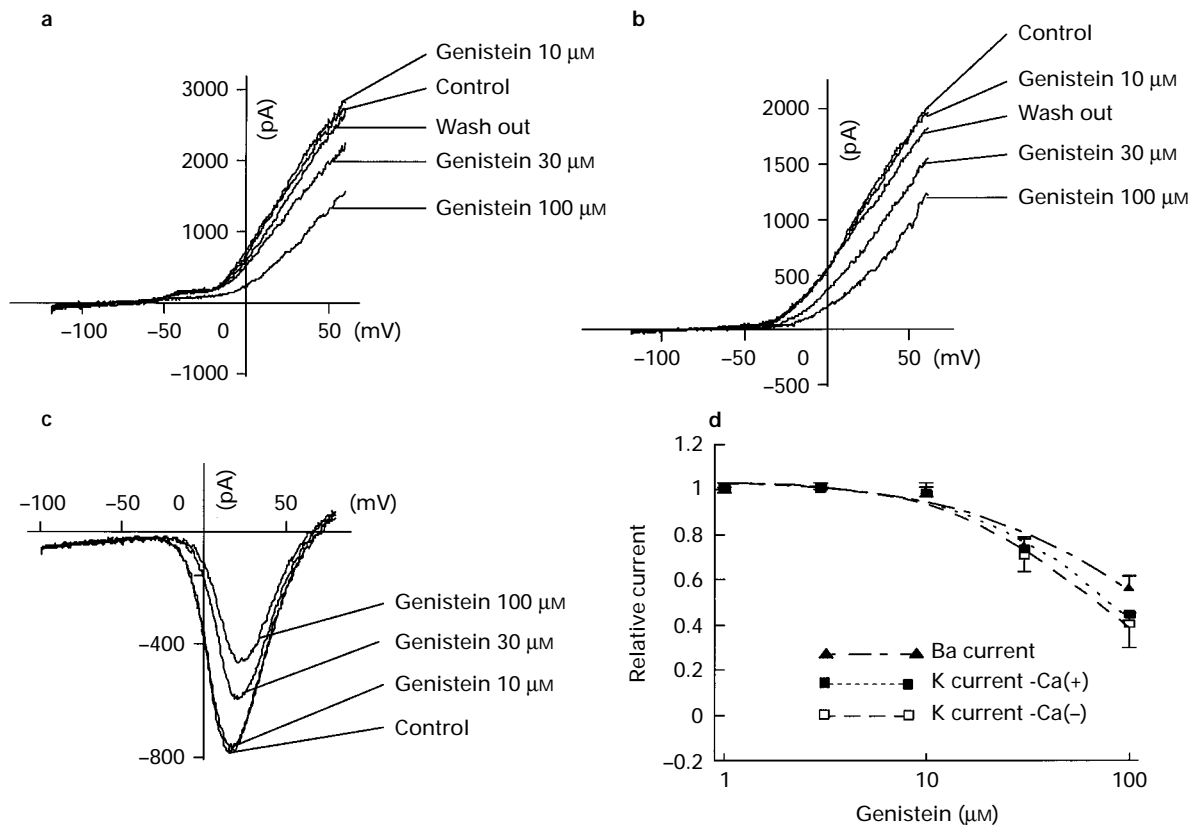 a
Genistein 10 μM
Control
Wash out
Genistein 30 μM
Genistein 100 μM
3000
2000
1000
−1000
(pA)
−100
−50
0
50
(mV)
b
Control
Genistein 10 μM
Wash out
Genistein 30 μM
Genistein 100 μM
2000
1500
1000
500
−500
(pA)
−100
−50
0
50
(mV)
c
−100
−50
0
50
(mV)
(pA)
−400
−800
Genistein 100 μM
Genistein 30 μM
Genistein 10 μM
Control
d
1.2
1
0.8
0.6
0.4
0.2
0
−0.2
Relative current
Ba current
K current -Ca(+)
K current -Ca(−)
1
10
100
Genistein (μM)